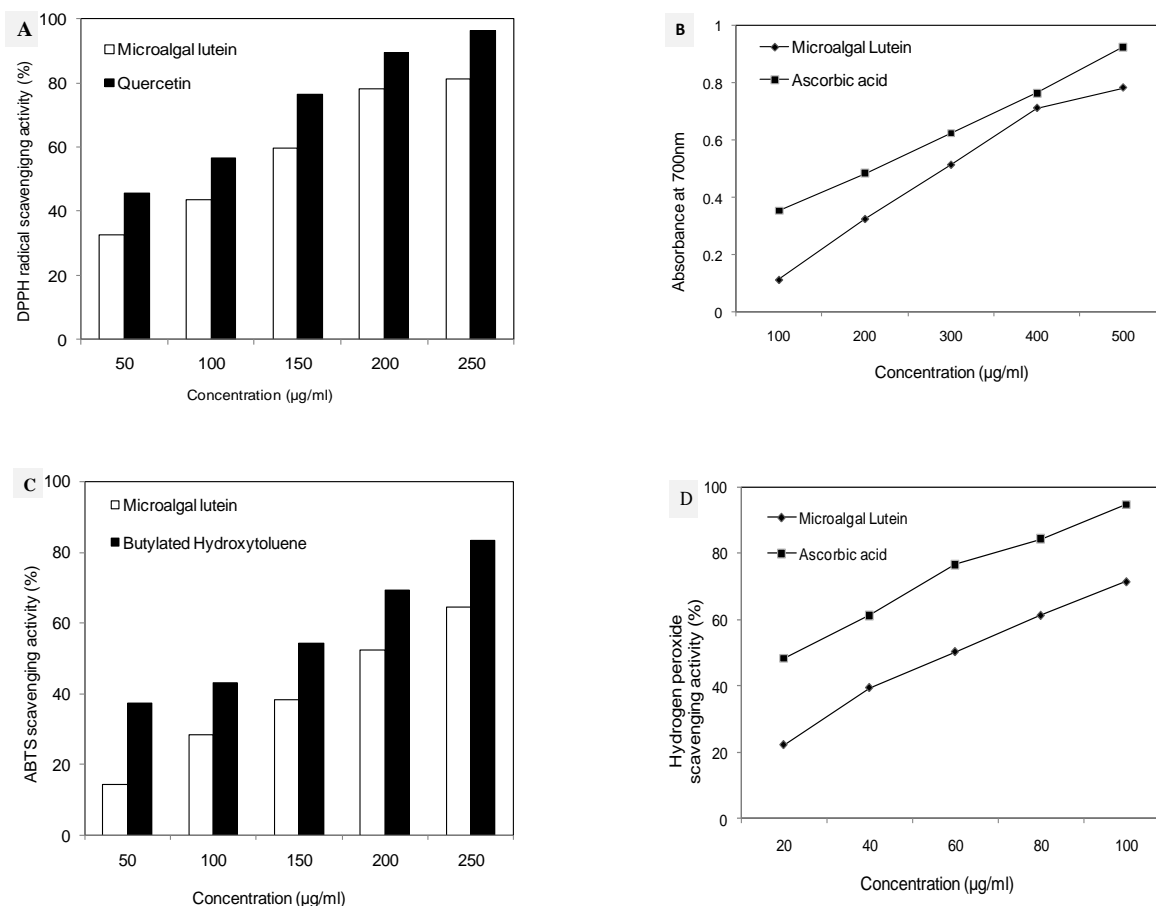 A
100
80
60
40
20
0
DPPH radical scavengigng activity (%)
Microalgal lutein
Quercetin
50 100 150 200 250
Concentration (µg/ml)
B
1
0.8
0.6
0.4
0.2
0
Absorbance at 700nm
Microalgal Lutein
Ascorbic acid
100 200 300 400 500
Concentration (µg/ml)
C
100
80
60
40
20
0
ABTS scavenging activity (%)
Microalgal lutein
Butylated Hydroxytoluene
50 100 150 200 250
Concentration (µg/ml)
D
100
80
60
40
20
0
Hydrogen peroxide
scavenging activity (%)
Microalgal Lutein
Ascorbic acid
20 40 60 80 100
Concentration (µg/ml)